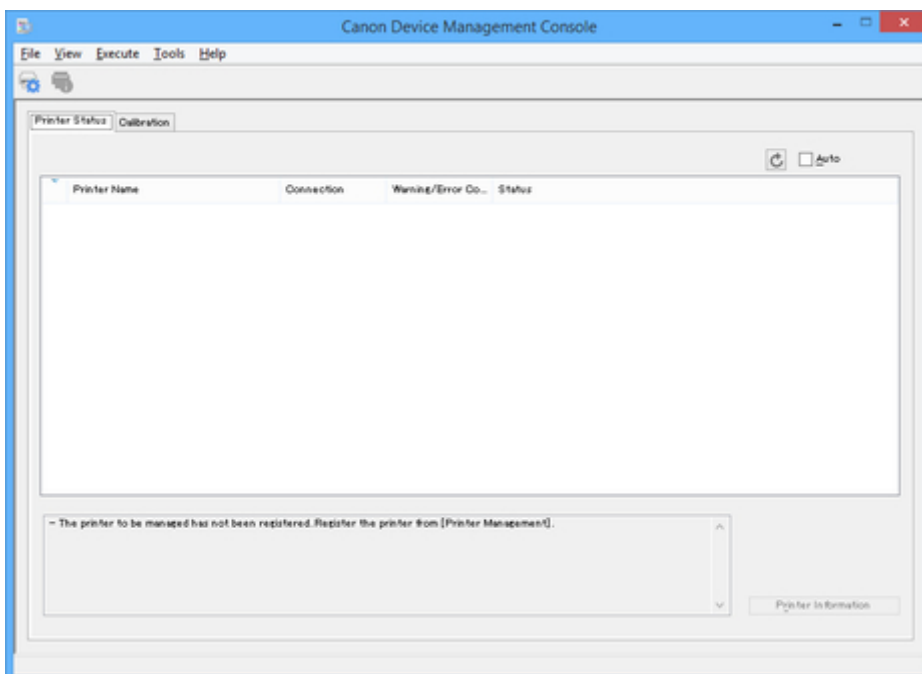 Canon Device Management Console
File View Execute Tools Help
Printer Status Calibration
Auto
Printer Name Connection Warning/Error Co... Status
- The printer to be managed has not been registered.Register the printer from [Printer Management].
Printer Information